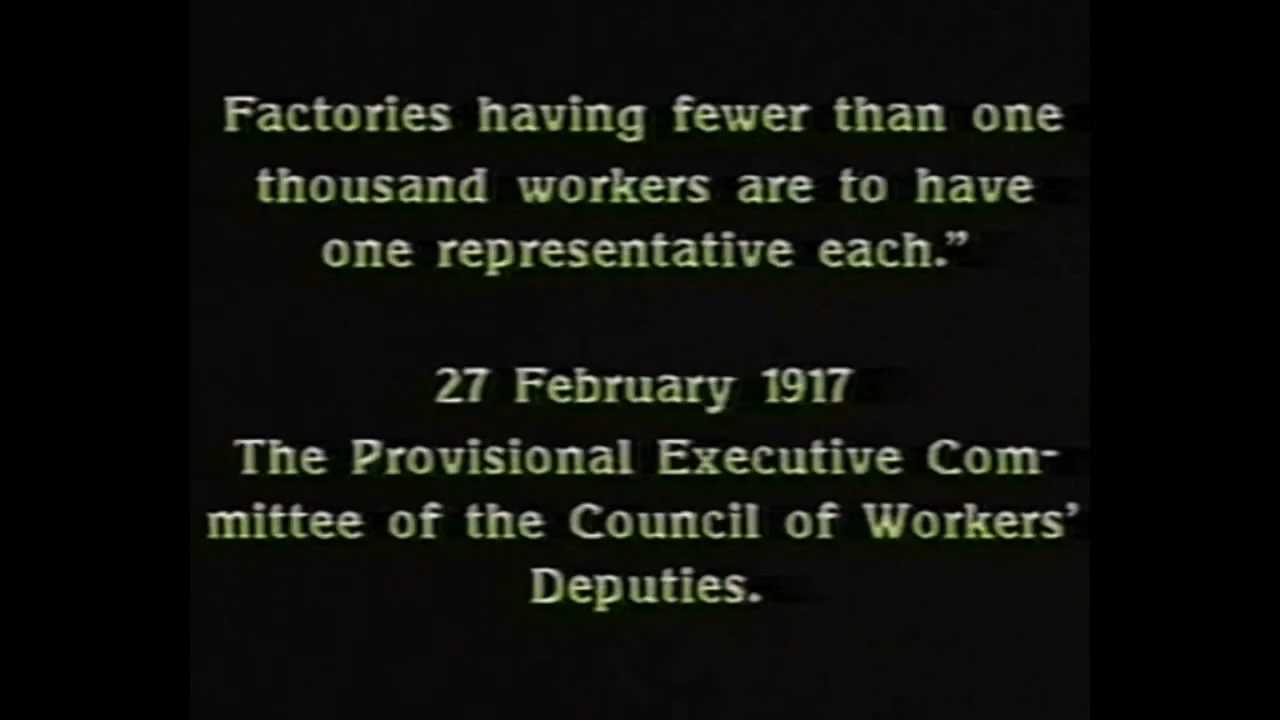 Factories having fewer than one
thousand workers are to have
one representative each.”
27 February 1917
The Provisional Executive Com-
mittee of the Council of Workers’
Deputies.